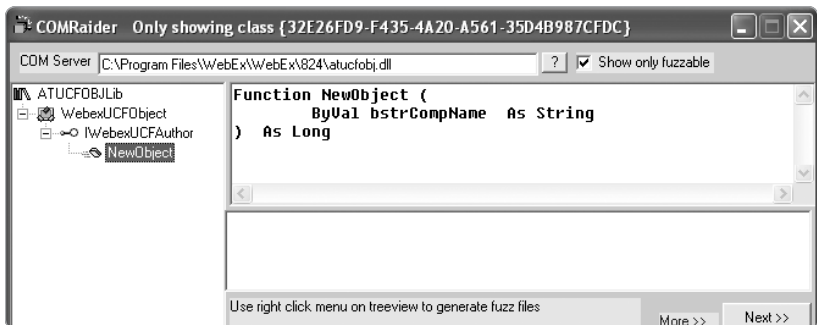 COMRaider   Only showing class {32E26FD9-F435-4A20-A561-35D4B987CFDC}
COM Server C:\Program Files\WebEx\WebEx\824\atucfobj.dll ? Show only fuzzable
ATUCFOBJLib
WebexUCFObject
IWebexUCFAuthor
NewObject
Function NewObject (
ByVal bstrCompName  As String
)  As Long
Use right click menu on treeview to generate fuzz files
More >>
Next >>